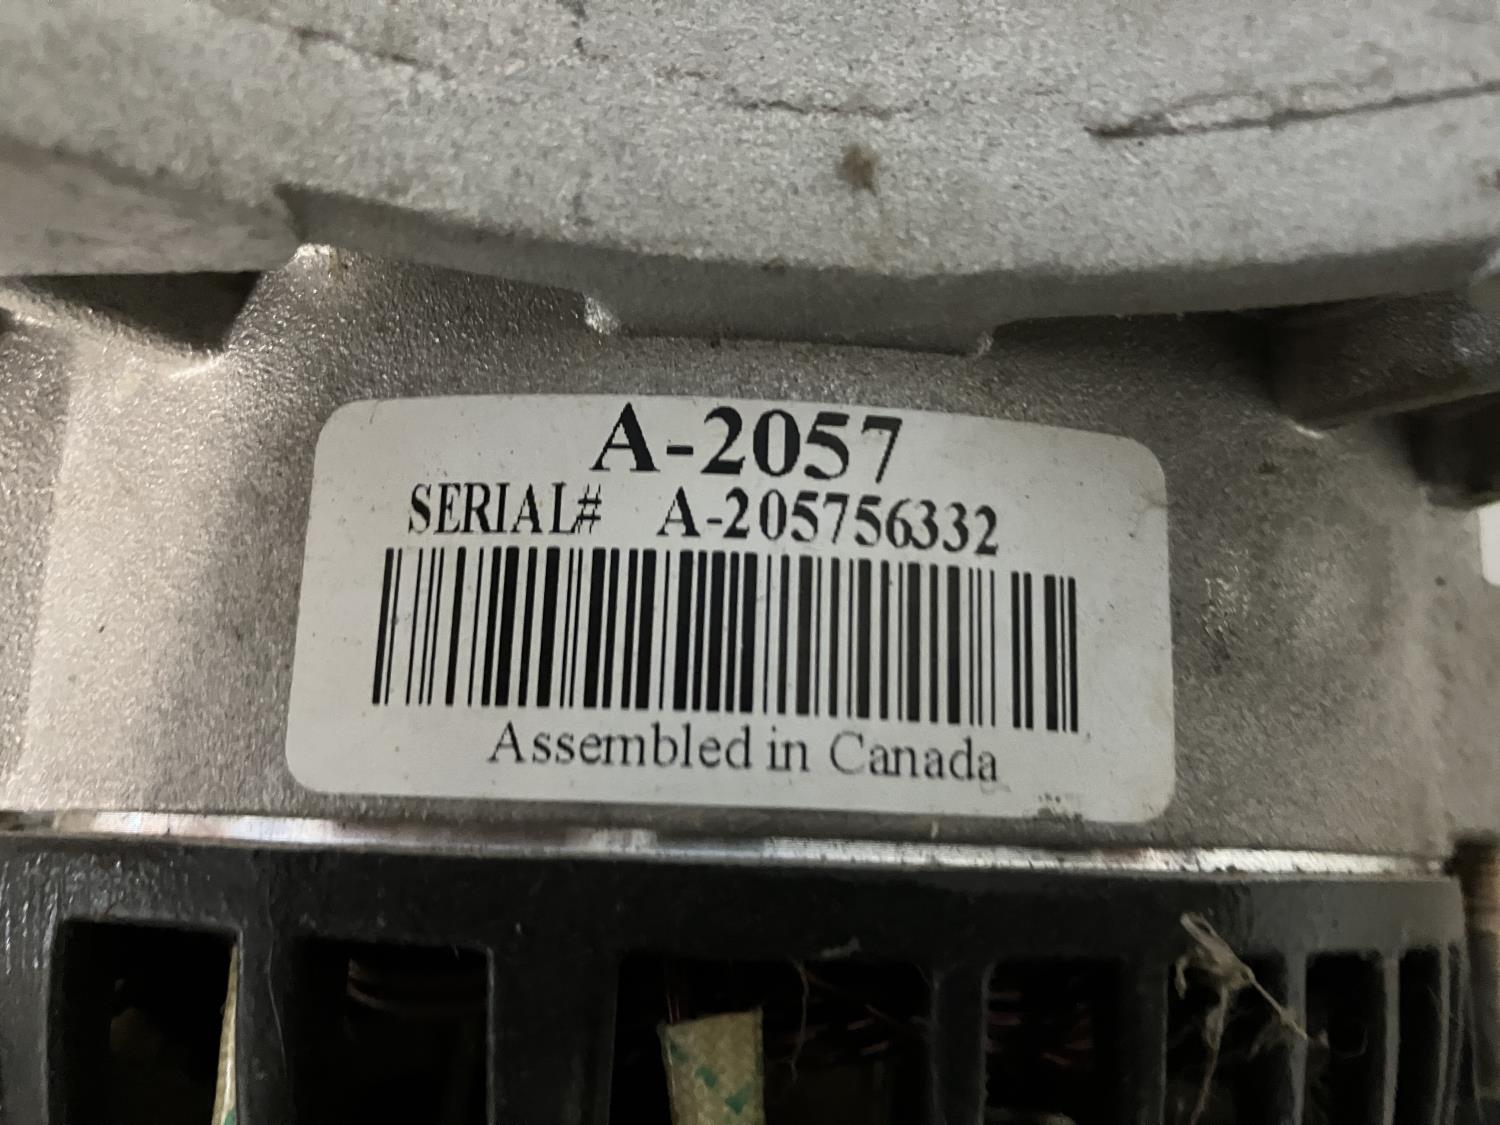 A-2057
SERIAL# A-205756332
Assembled in Canada